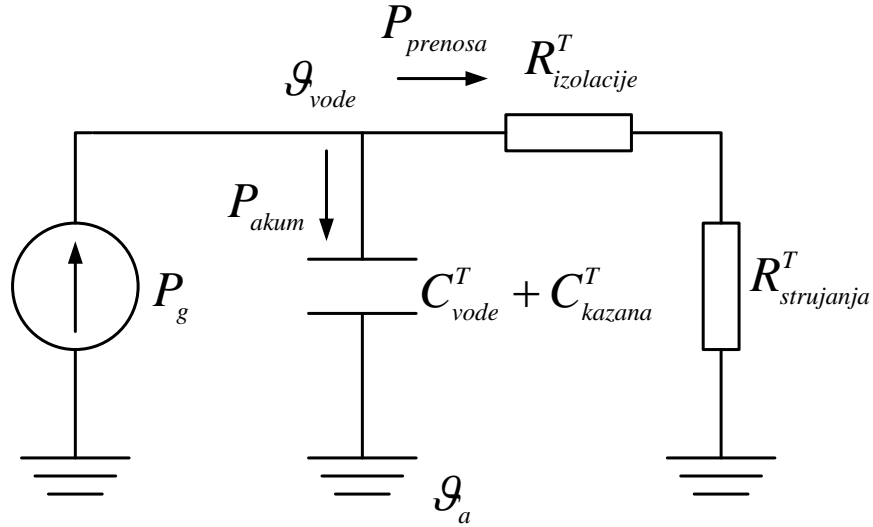 P_prenosa
R^T_izolacije
ϑ_vode
P_akum
P_g
C^T_vode + C^T_kazana
R^T_strujanja
ϑ_a